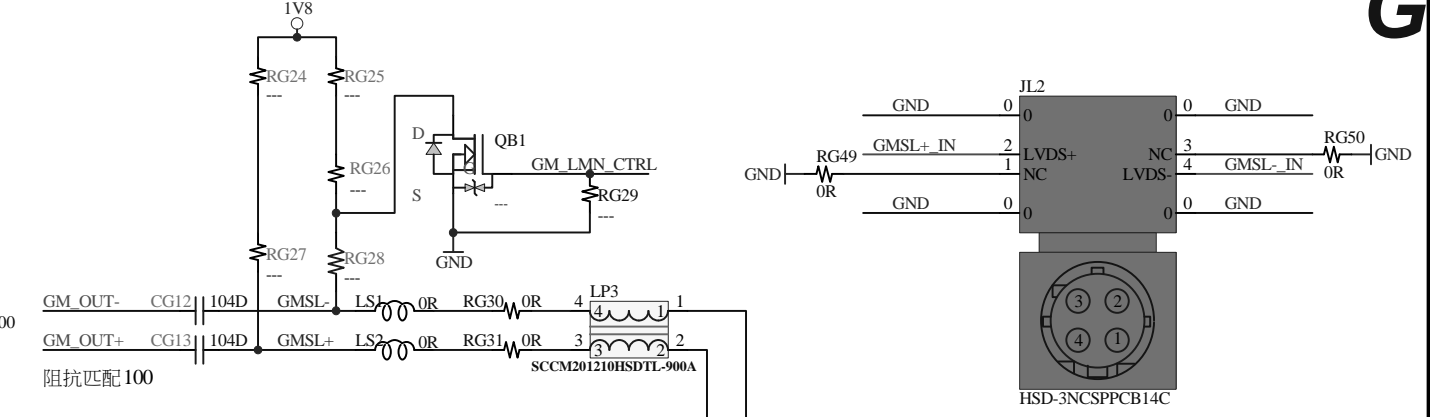 1V8
G
RG24
---
RG25
---
RG26
---
D
S
G
QB1
---
GM_LMN_CTRL
RG29
---
GND
RG27
---
RG28
---
GM_OUT-
CG12
104D
GMSL-
LS1
0R
RG30
0R
4
LP3
4
1
1
00
GM_OUT+
CG13
104D
GMSL+
LS2
0R
RG31
0R
3
3
2
2
SCCM201210HSDTL-900A
阻抗匹配100
JL2
GND
0
0
0
0
GND
GMSL+_IN
2
LVDS+
NC
3
RG50
0R
GND
GND
RG49
0R
1
NC
LVDS-
4
GMSL-_IN
GND
0
0
0
0
GND
3
2
4
1
HSD-3NCSPPCB14C